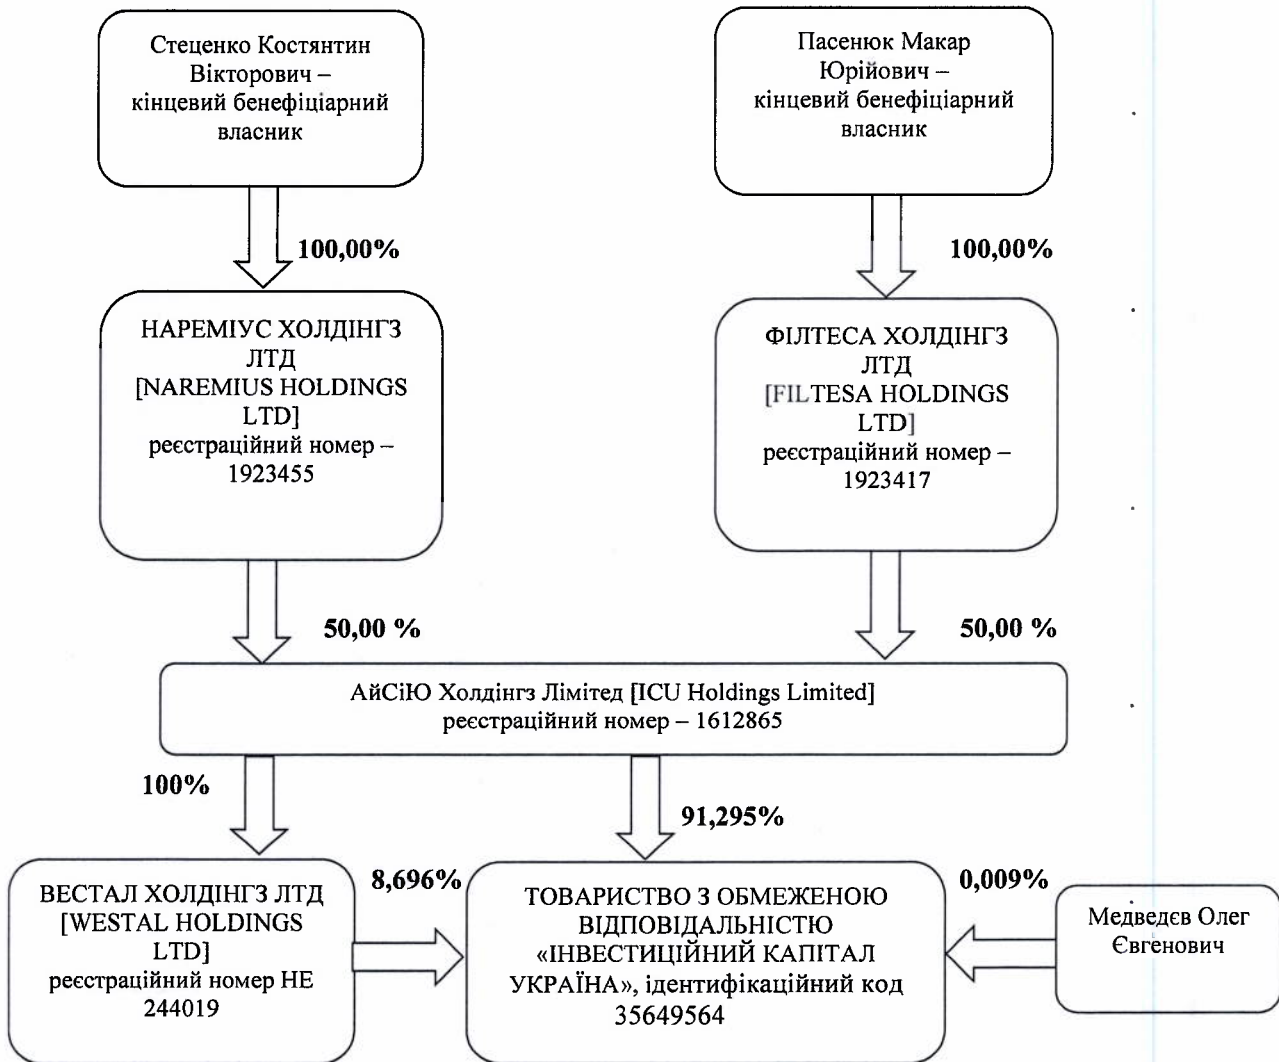 Стеценко Костянтин
Вікторович –
кінцевий бенефіціарний
власник
Пасенюк Макар
Юрійович –
кінцевий бенефіціарний
власник
100,00%
100,00%
НАРЕМІУС ХОЛДІНГЗ
ЛТД
[NAREMIUS HOLDINGS
LTD]
реєстраційний номер –
1923455
ФІЛТЕСА ХОЛДІНГЗ
ЛТД
[FILTESA HOLDINGS
LTD]
реєстраційний номер –
1923417
50,00 %
50,00 %
АйСіЮ Холдінгз Лімітед [ICU Holdings Limited]
реєстраційний номер – 1612865
100%
91,295%
ВЕСТАЛ ХОЛДІНГЗ ЛТД
[WESTAL HOLDINGS
LTD]
реєстраційний номер НЕ
244019
8,696%
ТОВАРИСТВО З ОБМЕЖЕНОЮ
ВІДПОВІДАЛЬНІСТЮ
«ІНВЕСТИЦІЙНИЙ КАПІТАЛ
УКРАЇНА», ідентифікаційний код
35649564
0,009%
Медведєв Олег
Євгенович